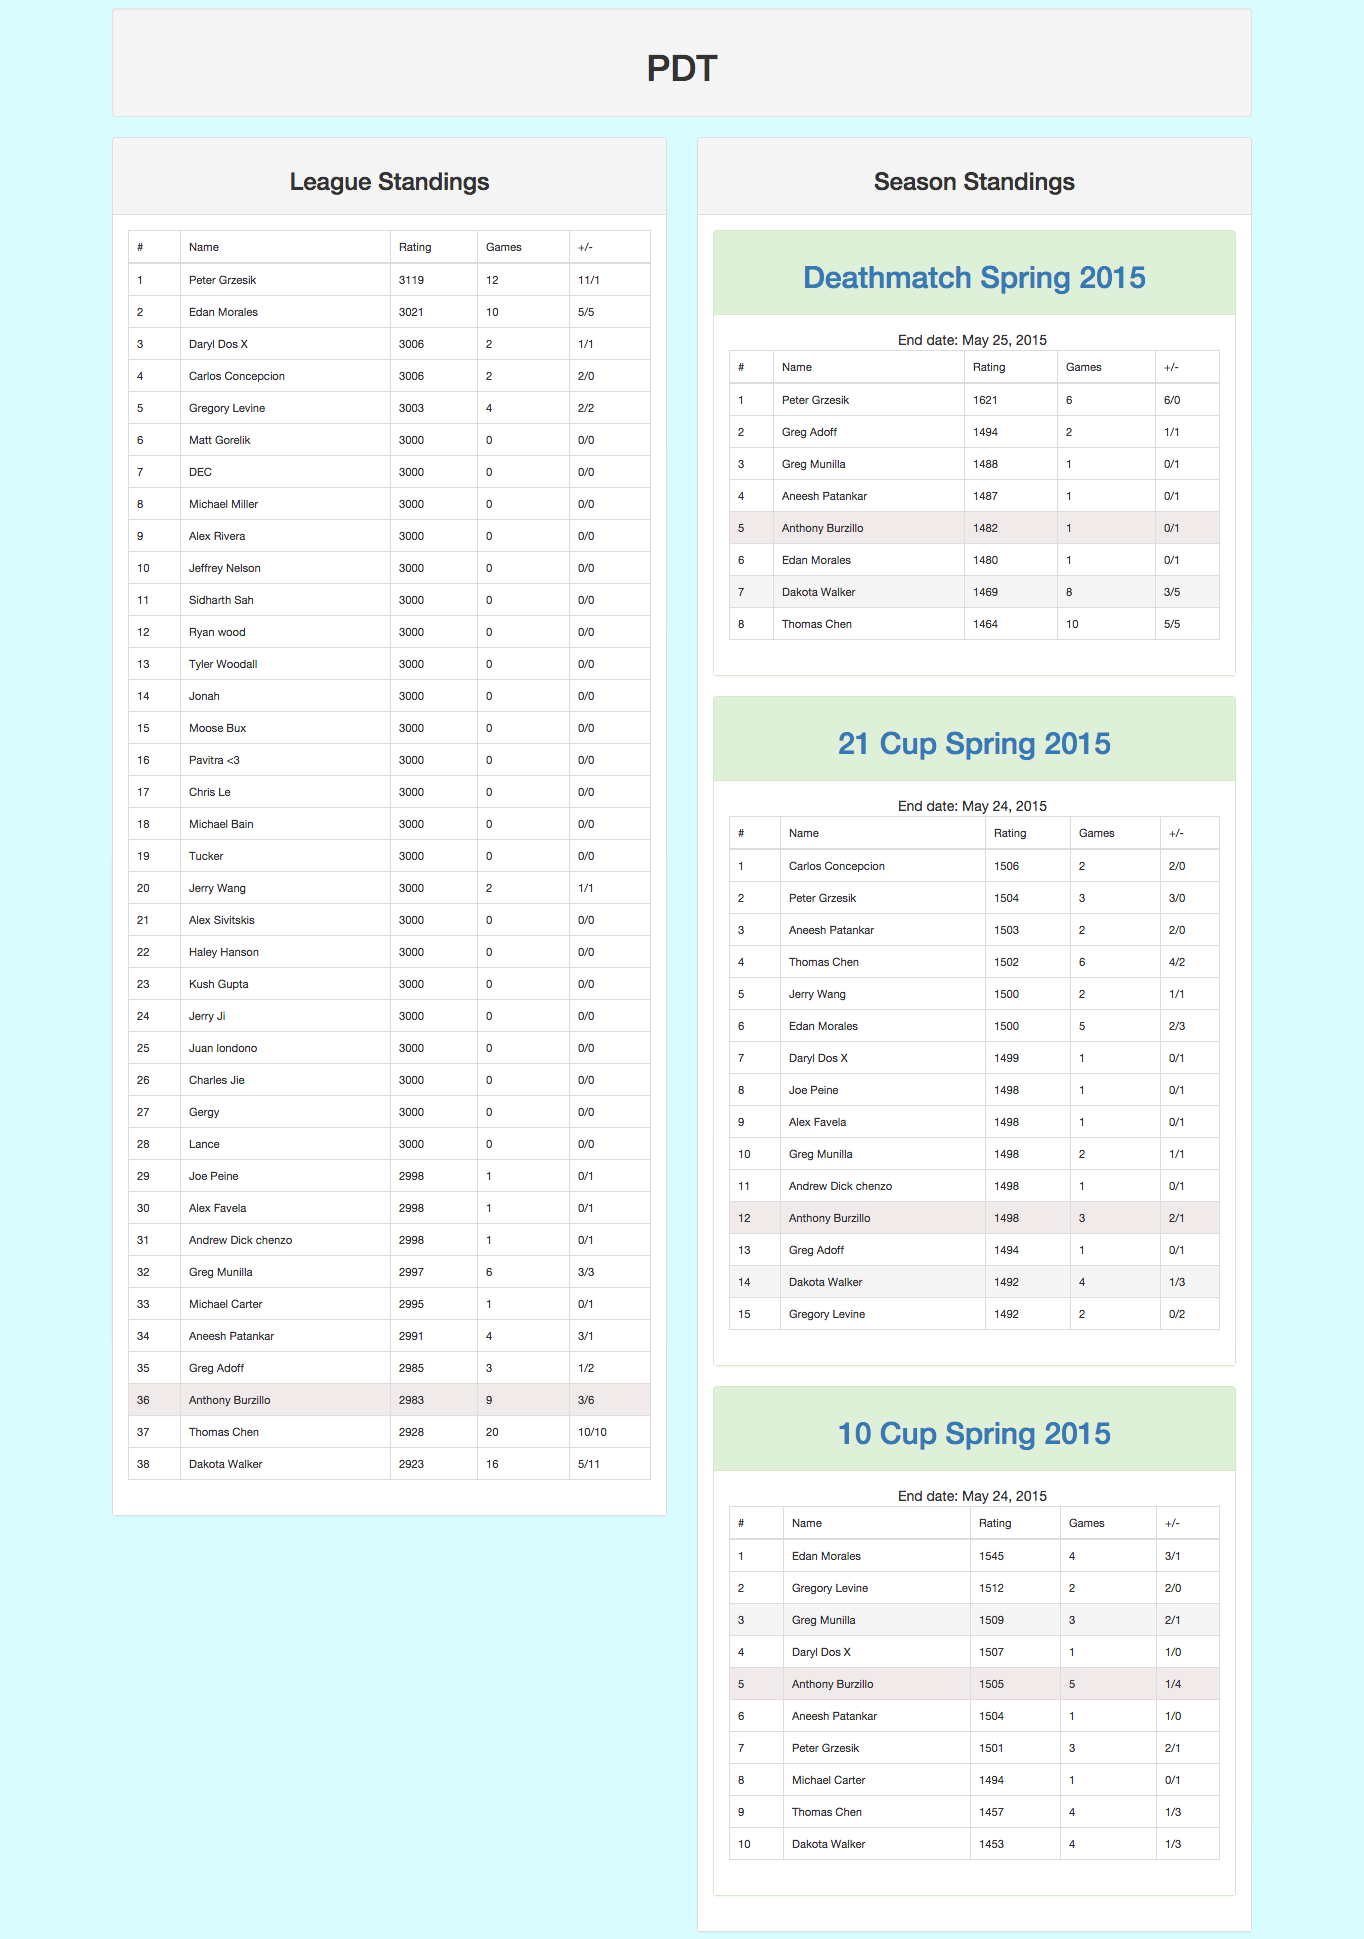 PDT
League Standings
# Name Rating Games +/-
1 Peter Grzesik 3119 12 11/1
2 Edan Morales 3021 10 5/5
3 Daryl Dos X 3006 2 1/1
4 Carlos Concepcion 3006 2 2/0
5 Gregory Levine 3003 4 2/2
6 Matt Gorelik 3000 0 0/0
7 DEC 3000 0 0/0
8 Michael Miller 3000 0 0/0
9 Alex Rivera 3000 0 0/0
10 Jeffrey Nelson 3000 0 0/0
11 Sidharth Sah 3000 0 0/0
12 Ryan wood 3000 0 0/0
13 Tyler Woodall 3000 0 0/0
14 Jonah 3000 0 0/0
15 Moose Bux 3000 0 0/0
16 Pavitra <3 3000 0 0/0
17 Chris Le 3000 0 0/0
18 Michael Bain 3000 0 0/0
19 Tucker 3000 0 0/0
20 Jerry Wang 3000 2 1/1
21 Alex Sivitskis 3000 0 0/0
22 Haley Hanson 3000 0 0/0
23 Kush Gupta 3000 0 0/0
24 Jerry Ji 3000 0 0/0
25 Juan londono 3000 0 0/0
26 Charles Jie 3000 0 0/0
27 Gergy 3000 0 0/0
28 Lance 3000 0 0/0
29 Joe Peine 2998 1 0/1
30 Alex Favela 2998 1 0/1
31 Andrew Dick chenzo 2998 1 0/1
32 Greg Munilla 2997 6 3/3
33 Michael Carter 2995 1 0/1
34 Aneesh Patankar 2991 4 3/1
35 Greg Adoff 2985 3 1/2
36 Anthony Burzillo 2983 9 3/6
37 Thomas Chen 2928 20 10/10
38 Dakota Walker 2923 16 5/11
Season Standings
Deathmatch Spring 2015
End date: May 25, 2015
# Name Rating Games +/-
1 Peter Grzesik 1621 6 6/0
2 Greg Adoff 1494 2 1/1
3 Greg Munilla 1488 1 0/1
4 Aneesh Patankar 1487 1 0/1
5 Anthony Burzillo 1482 1 0/1
6 Edan Morales 1480 1 0/1
7 Dakota Walker 1469 8 3/5
8 Thomas Chen 1464 10 5/5
21 Cup Spring 2015
End date: May 24, 2015
# Name Rating Games +/-
1 Carlos Concepcion 1506 2 2/0
2 Peter Grzesik 1504 3 3/0
3 Aneesh Patankar 1503 2 2/0
4 Thomas Chen 1502 6 4/2
5 Jerry Wang 1500 2 1/1
6 Edan Morales 1500 5 2/3
7 Daryl Dos X 1499 1 0/1
8 Joe Peine 1498 1 0/1
9 Alex Favela 1498 1 0/1
10 Greg Munilla 1498 2 1/1
11 Andrew Dick chenzo 1498 1 0/1
12 Anthony Burzillo 1498 3 2/1
13 Greg Adoff 1494 1 0/1
14 Dakota Walker 1492 4 1/3
15 Gregory Levine 1492 2 0/2
10 Cup Spring 2015
End date: May 24, 2015
# Name Rating Games +/-
1 Edan Morales 1545 4 3/1
2 Gregory Levine 1512 2 2/0
3 Greg Munilla 1509 3 2/1
4 Daryl Dos X 1507 1 1/0
5 Anthony Burzillo 1505 5 1/4
6 Aneesh Patankar 1504 1 1/0
7 Peter Grzesik 1501 3 2/1
8 Michael Carter 1494 1 0/1
9 Thomas Chen 1457 4 1/3
10 Dakota Walker 1453 4 1/3